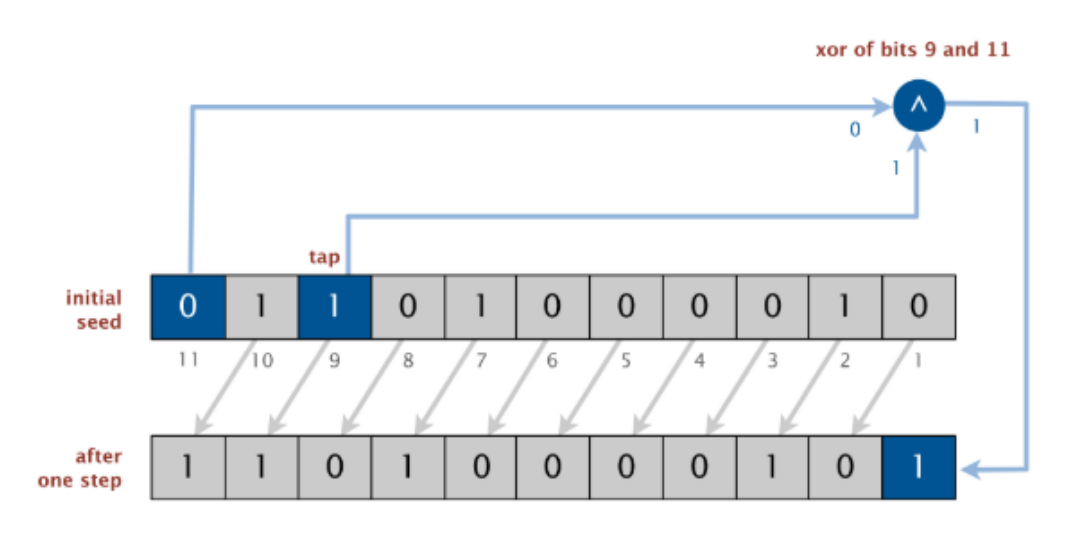 xor of bits 9 and 11
^
0
1
1
tap
initial
seed
0 1 1 0 1 0 0 0 0 1 0
11 10 9 8 7 6 5 4 3 2 1
after
one step
1 1 0 1 0 0 0 0 1 0 1